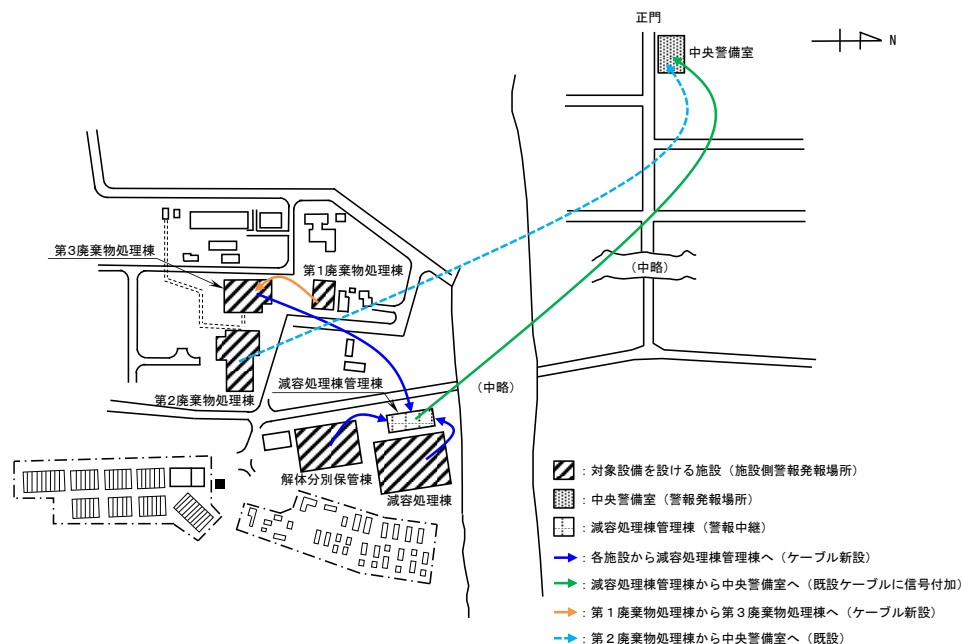 正門
中央警備室
N
第3廃棄物処理棟
第1廃棄物処理棟
(中略)
減容処理棟管理棟
(中略)
第2廃棄物処理棟
解体分別保管棟
減容処理棟
:対象設備を設ける施設(施設側警報発報場所)
:中央警備室(警報発報場所)
:減容処理棟管理棟(警報中継)
:各施設から減容処理棟管理棟へ(ケーブル新設)
:減容処理棟管理棟から中央警備室へ(既設ケーブルに信号付加)
:第1廃棄物処理棟から第3廃棄物処理棟へ(ケーブル新設)
:第2廃棄物処理棟から中央警備室へ(既設)